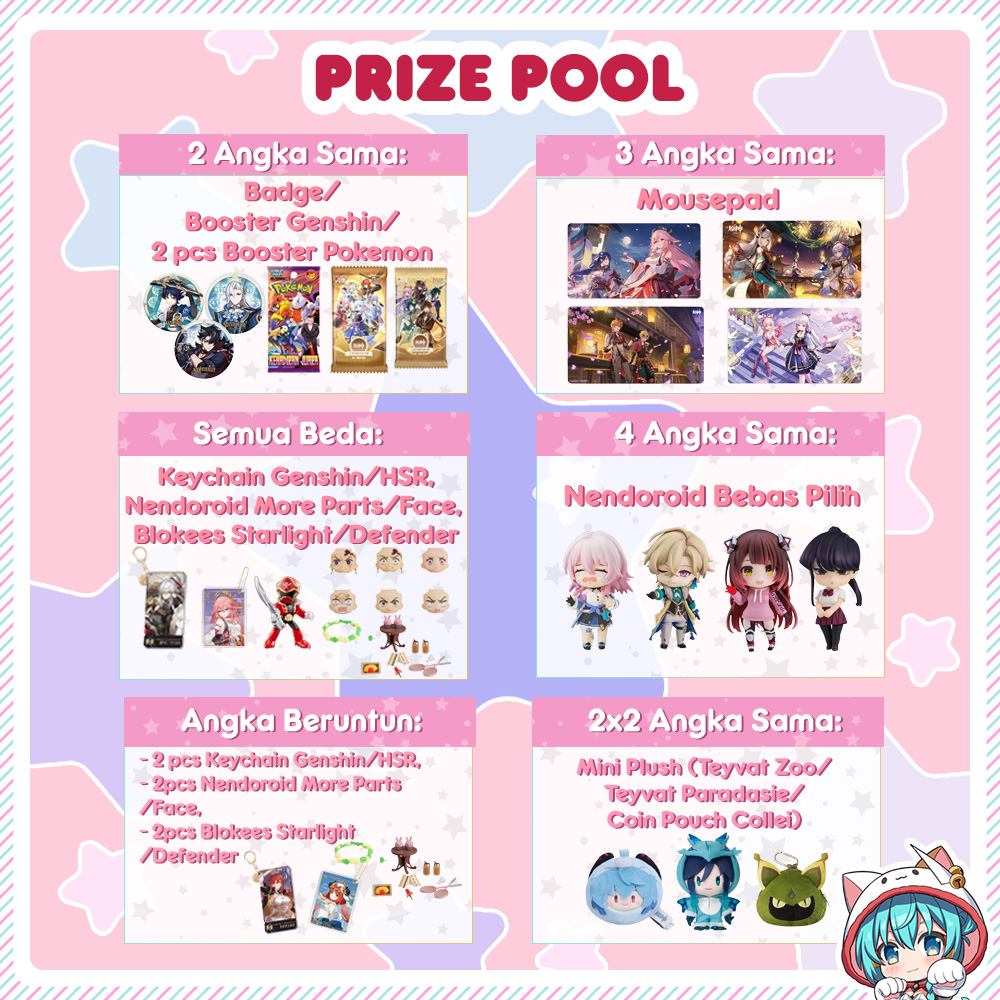 PRIZE POOL
2 Angka Sama:
Badge/
Booster Genshin/
2 pcs Booster Pokemon
POKEMON
3 Angka Sama:
Mousepad
Semua Beda:
Keychain Genshin/HSR,
Nendoroid More Parts/Face,
Blokees Starlight/Defender
4 Angka Sama:
Nendoroid Bebas Pilih
Angka Beruntun:
- 2 pcs Keychain Genshin/HSR,
- 2pcs Nendoroid More Parts
/Face,
- 2pcs Blokees Starlight
/Defender
2x2 Angka Sama:
Mini Plush (Teyvat Zoo/
Teyvat Paradasie/
Coin Pouch Collei)